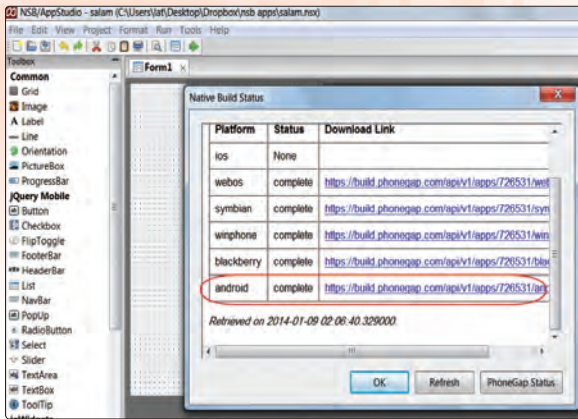 NSB/AppStudio - salam (C:\Users\lat\Desktop\Dropbox\nsb apps\salam.nsx)
File Edit View Project Format Run Tools Help
Toolbox
Form1
Common
Grid
Image
A Label
Line
Orientation
PictureBox
ProgressBar
jQuery Mobile
Button
Checkbox
FlipToggle
FooterBar
HeaderBar
List
NavBar
PopUp
RadioButton
Select
Slider
TextArea
TextBox
ToolTip
Native Build Status
Platform Status Download Link
ios None
webos complete https://build.phonegap.com/api/v1/apps/726531/we
symbian complete https://build.phonegap.com/api/v1/apps/726531/syn
winphone complete https://build.phonegap.com/api/v1/apps/726531/win
blackberry complete https://build.phonegap.com/api/v1/apps/726531/bla
android complete https://build.phonegap.com/api/v1/apps/726531/an
Retrieved on 2014-01-09 02:06:40.329000.
OK Refresh PhoneGap Status